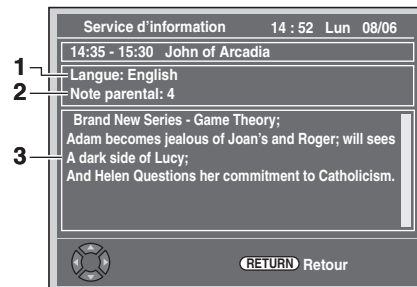 Service d'information 14 : 52 Lun 08/06
14:35 - 15:30 John of Arcadia
1 Langue: English
2 Note parental: 4
Brand New Series - Game Theory;
Adam becomes jealous of Joan's and Roger; will sees
3 A dark side of Lucy;
And Helen Questions her commitment to Catholicism.
RETURN Retour